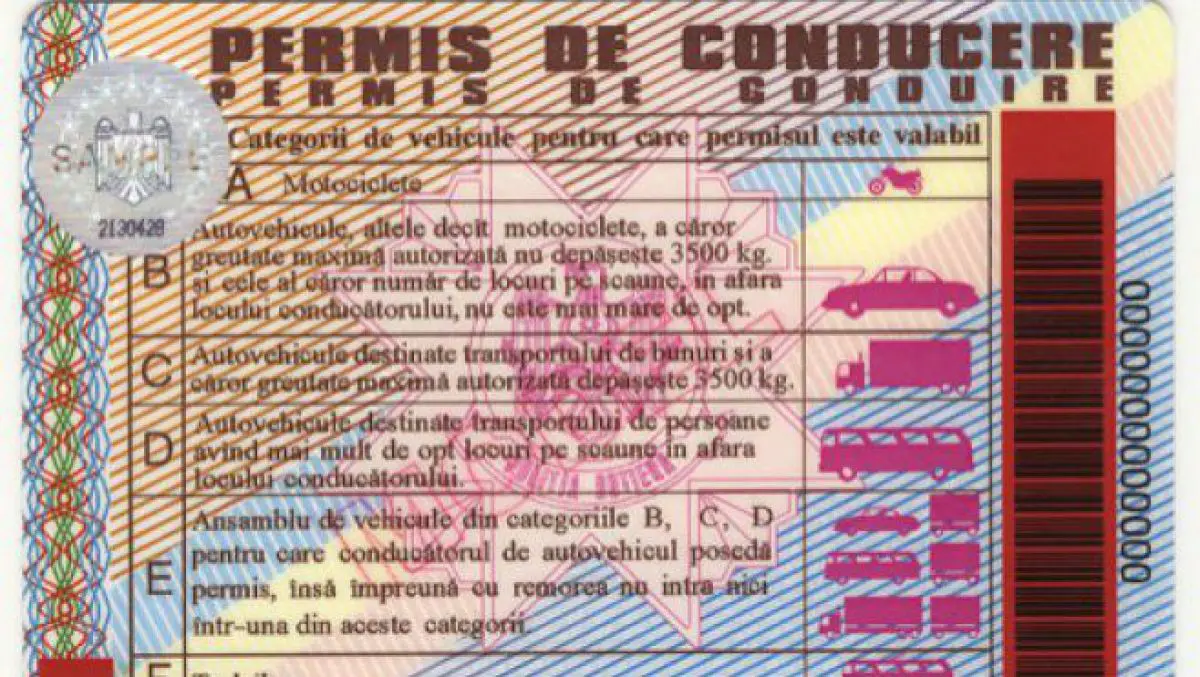 PERMIS DE CONDUCERE
PERMIS DE CONDUIRE
SAMPLE
2130428
Categorii de vehicule pentru care permisul este valabil
A Motociclete
B
Autovehicule, altele decît motociclete, a căror
greutate maximă autorizată nu depăşeşte 3500 kg.
şi cele al căror număr de locuri pe scaune, în afara
locului conducătorului, nu este mai mare de opt.
C
Autovehicule destinate transportului de bunuri şi a
căror greutate maximă autorizată depăşeşte 3500 kg.
D
Autovehicule destinate transportului de persoane
avînd mai mult de opt locuri pe scaune în afara
locului conducătorului.
E
Ansamblu de vehicule din categoriile B, C, D
pentru care conducătorul de autovehicul posedă
permis, însă împreună cu remorea nu intra nici
într-una din aceste categorii.
F
POLIŢIA RUTIERĂ